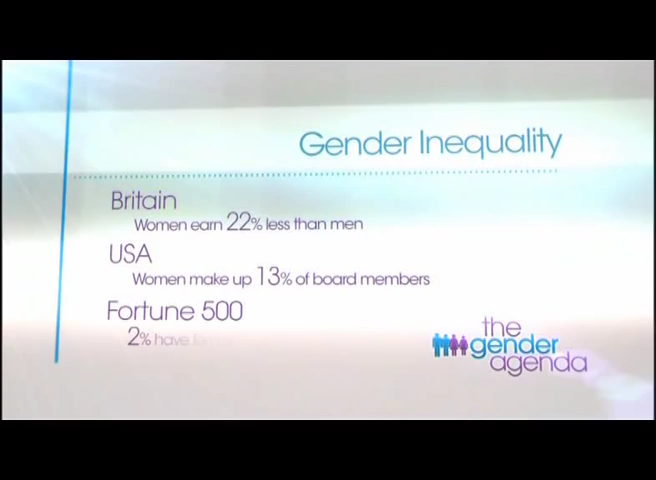 Gender Inequality
Britain
Women earn 22% less than men
USA
Women make up 13% of board members
Fortune 500
2% have
the
gender
agenda